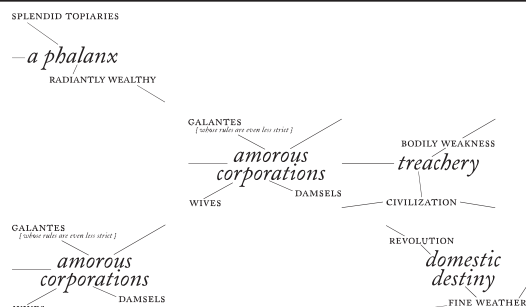 SPLENDID TOPIARIES
a phalanx
RADIANTLY WEALTHY
GALANTES
[ whose rules are even less strict ]
amorous
corporations
DAMSELS
WIVES
BODILY WEAKNESS
treachery
CIVILIZATION
GALANTES
[ whose rules are even less strict ]
amorous
corporations
DAMSELS
REVOLUTION
domestic
destiny
FINE WEATHER